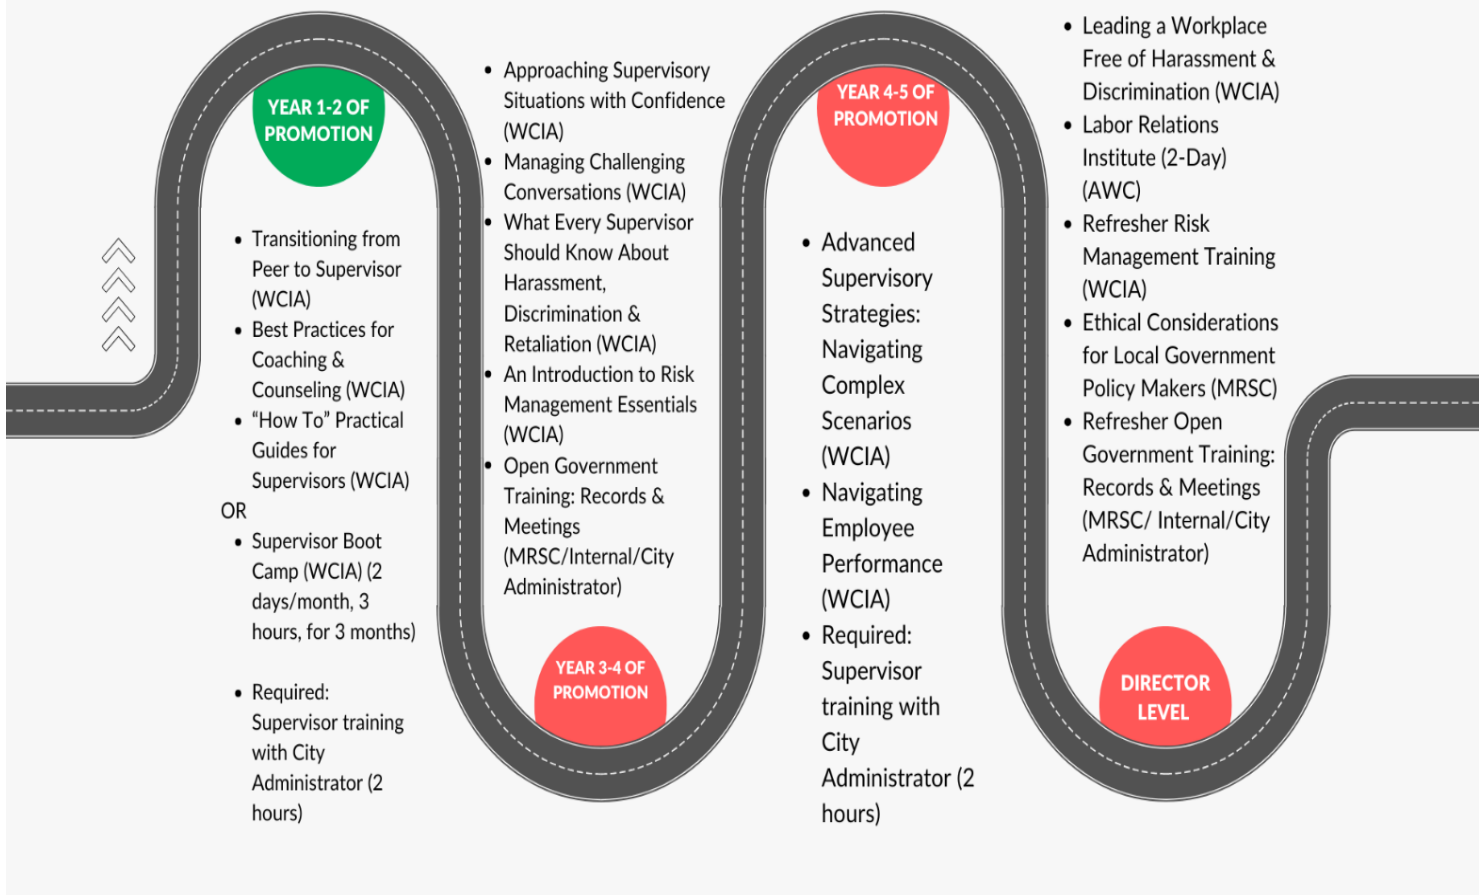 YEAR 1-2 OF
PROMOTION
• Transitioning from
Peer to Supervisor
(WCIA)
• Best Practices for
Coaching &
Counseling (WCIA)
• “How To” Practical
Guides for
Supervisors (WCIA)
OR
• Supervisor Boot
Camp (WCIA) (2
days/month, 3
hours, for 3 months)
• Required:
Supervisor training
with City
Administrator (2
hours)
• Approaching Supervisory
Situations with Confidence
(WCIA)
• Managing Challenging
Conversations (WCIA)
• What Every Supervisor
Should Know About
Harassment,
Discrimination &
Retaliation (WCIA)
• An Introduction to Risk
Management Essentials
(WCIA)
• Open Government
Training: Records &
Meetings
(MRSC/Internal/City
Administrator)
YEAR 3-4 OF
PROMOTION
YEAR 4-5 OF
PROMOTION
• Advanced
Supervisory
Strategies:
Navigating
Complex
Scenarios
(WCIA)
• Navigating
Employee
Performance
(WCIA)
• Required:
Supervisor
training with
City
Administrator (2
hours)
• Leading a Workplace
Free of Harassment &
Discrimination (WCIA)
• Labor Relations
Institute (2-Day)
(AWC)
• Refresher Risk
Management Training
(WCIA)
• Ethical Considerations
for Local Government
Policy Makers (MRSC)
• Refresher Open
Government Training:
Records & Meetings
(MRSC/ Internal/City
Administrator)
DIRECTOR
LEVEL